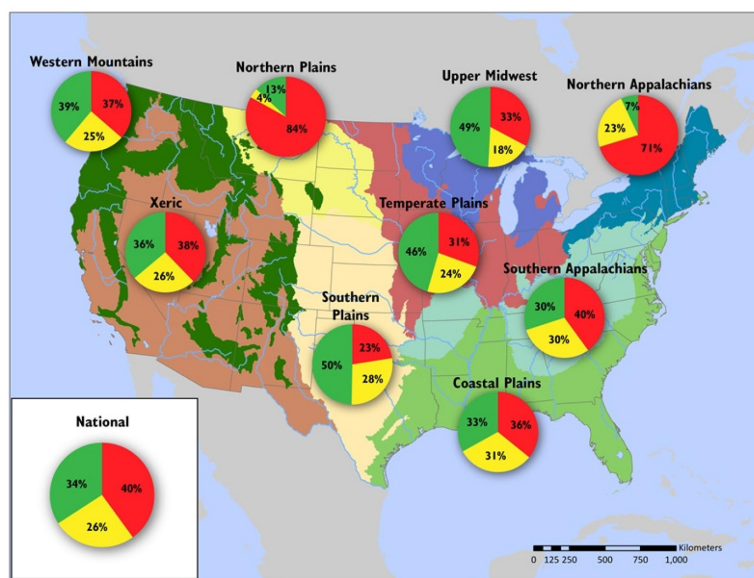 Western Mountains
39%
37%
25%
Northern Plains
13%
4%
84%
Upper Midwest
49%
33%
18%
Northern Appalachians
7%
23%
71%
Xeric
36%
38%
26%
Temperate Plains
46%
31%
24%
Southern Appalachians
30%
40%
30%
Southern
Plains
23%
50%
28%
Coastal Plains
33%
36%
31%
National
34%
40%
26%
Kilometers
0 125 250 500 750 1,000